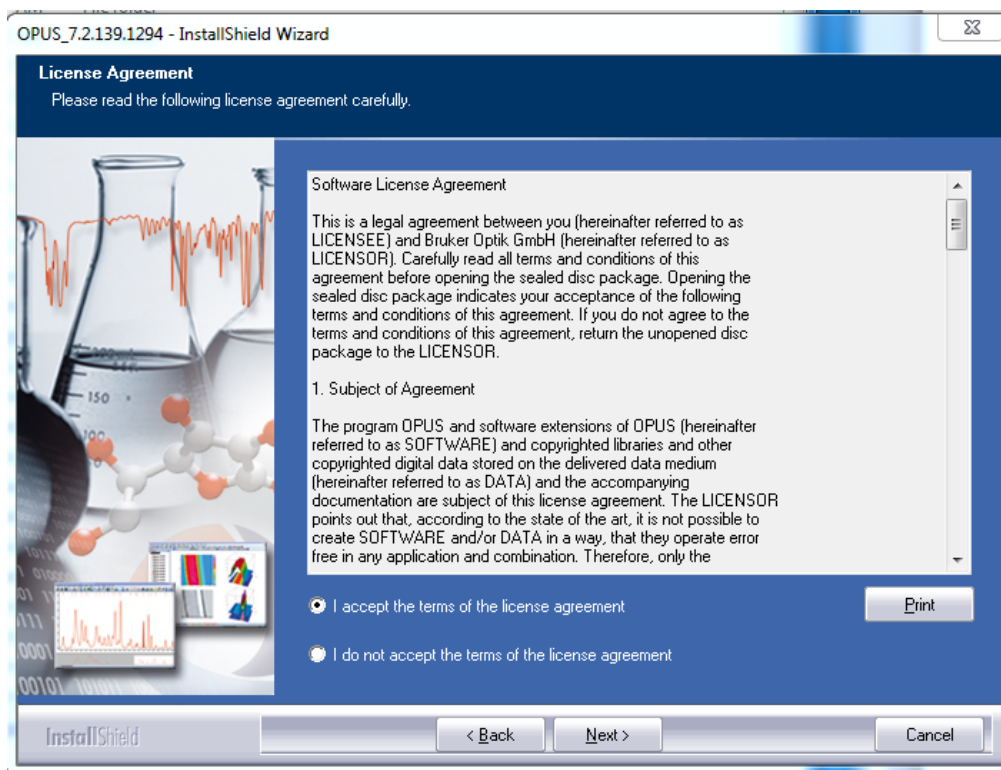 OPUS_7.2.139.1294 - InstallShield Wizard
License Agreement
Please read the following license agreement carefully.
Software License Agreement
This is a legal agreement between you (hereinafter referred to as
LICENSEE) and Bruker Optik GmbH (hereinafter referred to as
LICENSOR). Carefully read all terms and conditions of this
agreement before opening the sealed disc package. Opening the
sealed disc package indicates your acceptance of the following
terms and conditions of this agreement. If you do not agree to the
terms and conditions of this agreement, return the unopened disc
package to the LICENSOR.
1. Subject of Agreement
The program OPUS and software extensions of OPUS (hereinafter
referred to as SOFTWARE) and copyrighted libraries and other
copyrighted digital data stored on the delivered data medium
(hereinafter referred to as DATA) and the accompanying
documentation are subject of this license agreement. The LICENSOR
points out that, according to the state of the art, it is not possible to
create SOFTWARE and/or DATA in a way, that they operate error
free in any application and combination. Therefore, only the
150
100
I accept the terms of the license agreement
Print
I do not accept the terms of the license agreement
InstallShield
< Back
Next >
Cancel